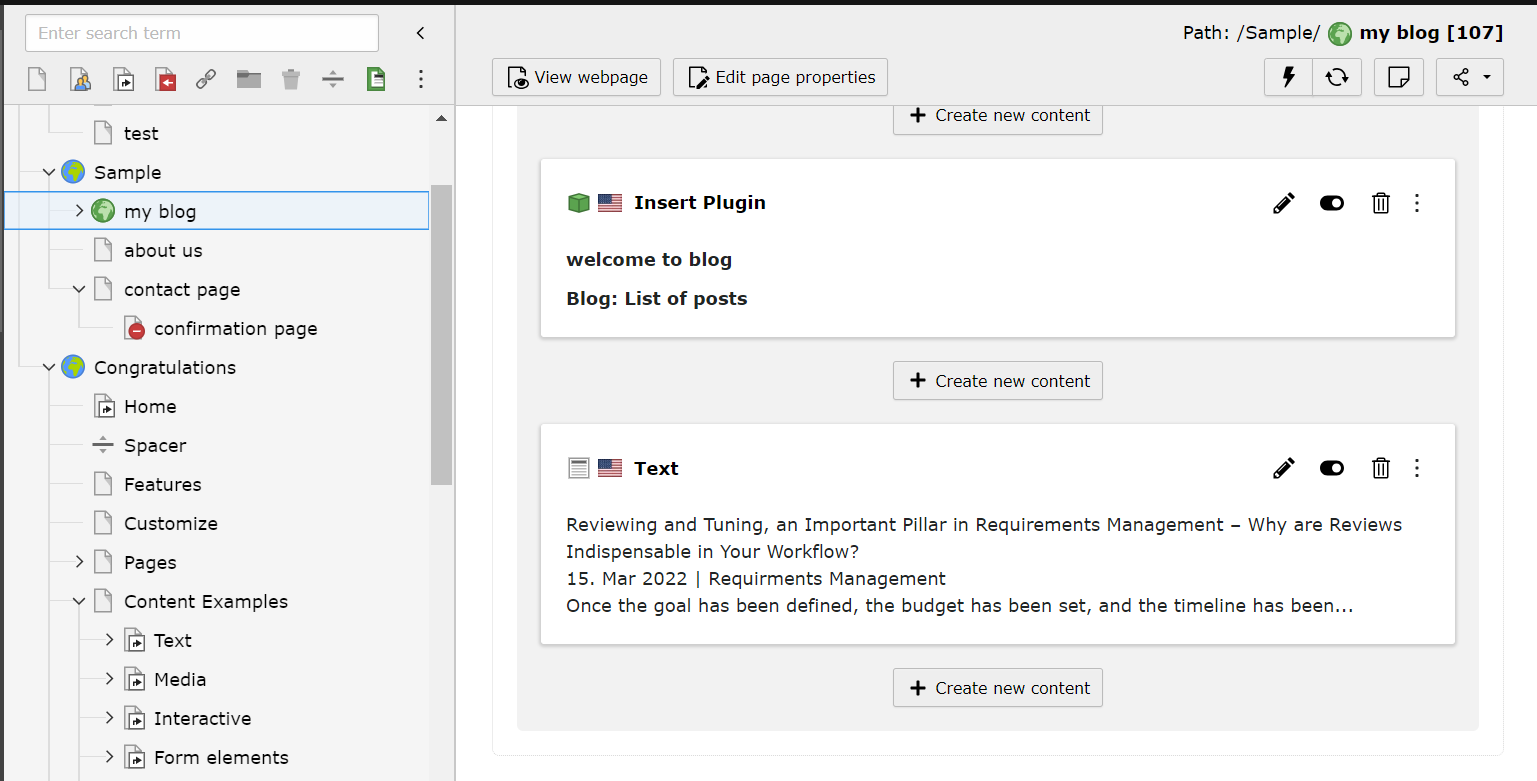 Enter search term
test
Sample
my blog
about us
contact page
confirmation page
Congratulations
Home
Spacer
Features
Customize
Pages
Content Examples
Text
Media
Interactive
Form elements
Path: /Sample/ my blog [107]
View webpage
Edit page properties
Create new content
Insert Plugin
welcome to blog
Blog: List of posts
Create new content
Text
Reviewing and Tuning, an Important Pillar in Requirements Management – Why are Reviews
Indispensable in Your Workflow?
15. Mar 2022 | Requirments Management
Once the goal has been defined, the budget has been set, and the timeline has been...
Create new content